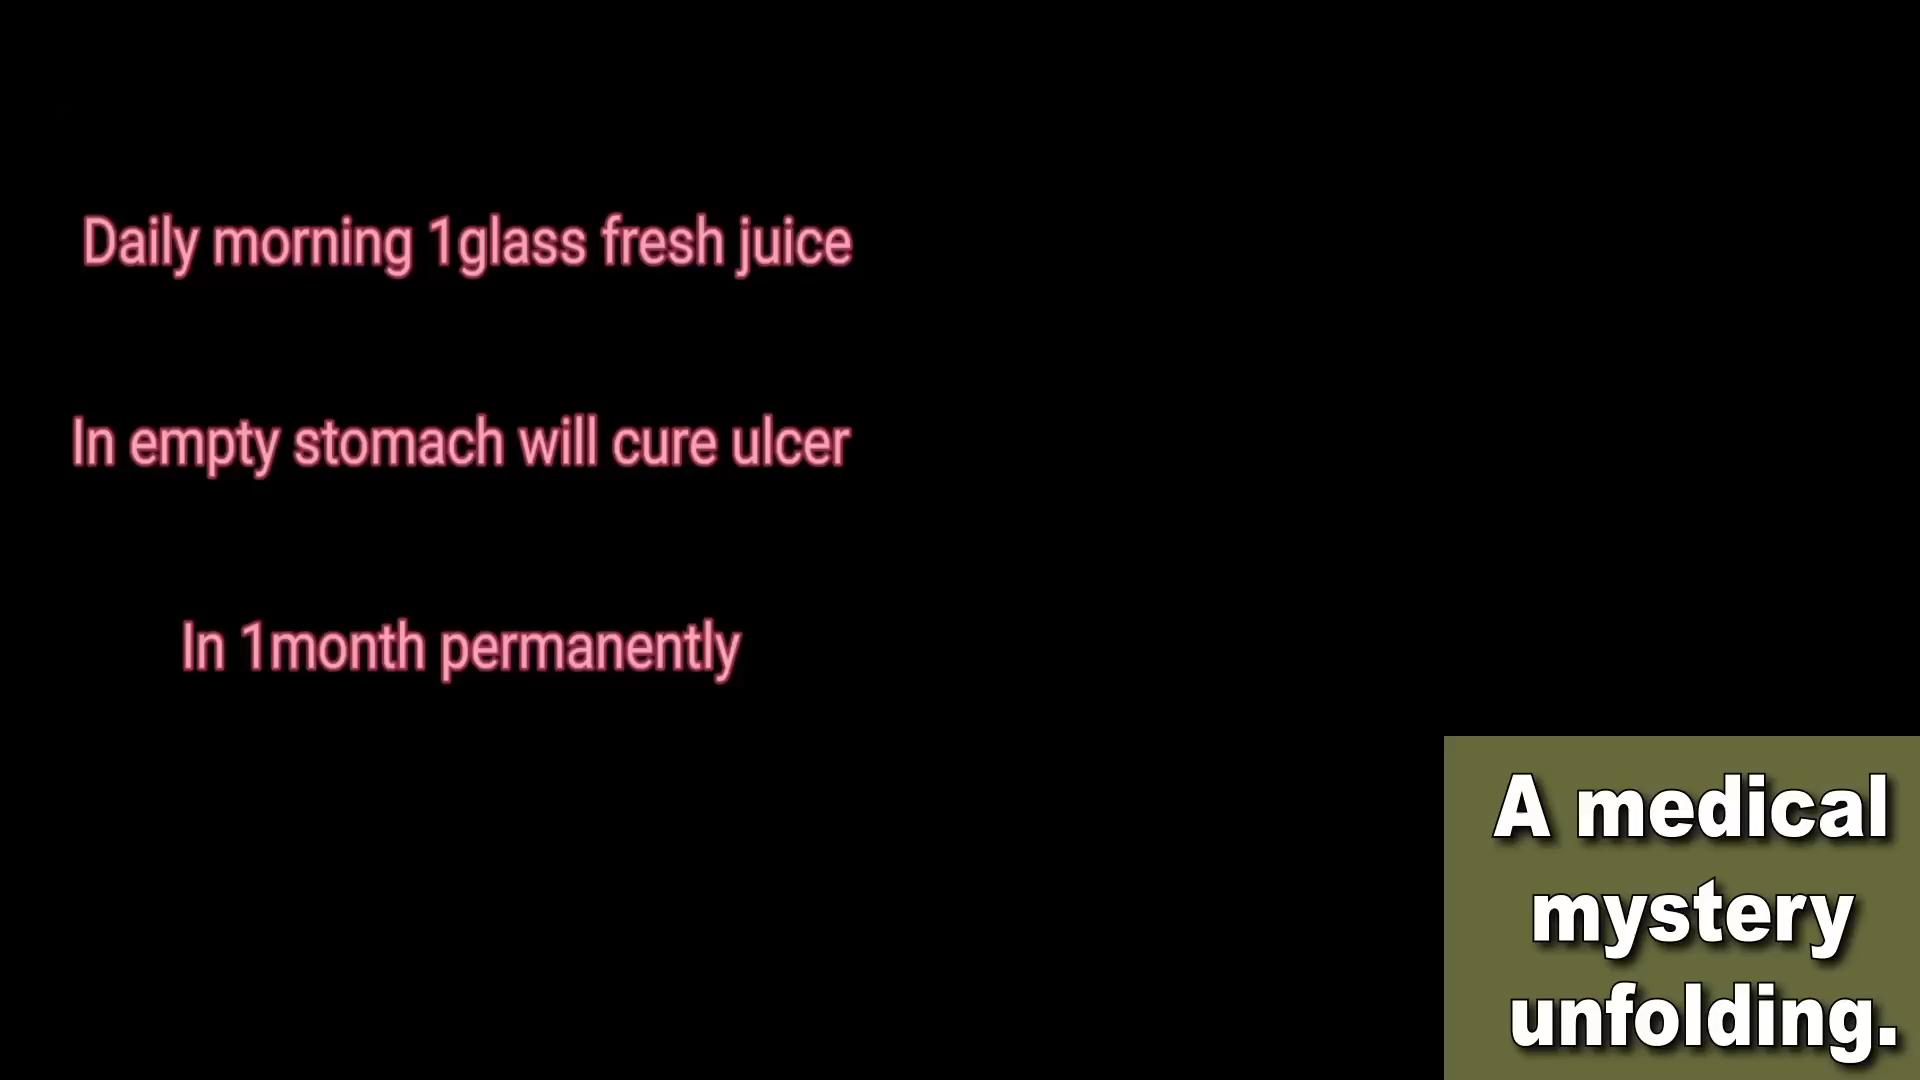 Daily morning 1glass fresh juice
In empty stomach will cure ulcer
In 1month permanently
A medical
mystery
unfolding.